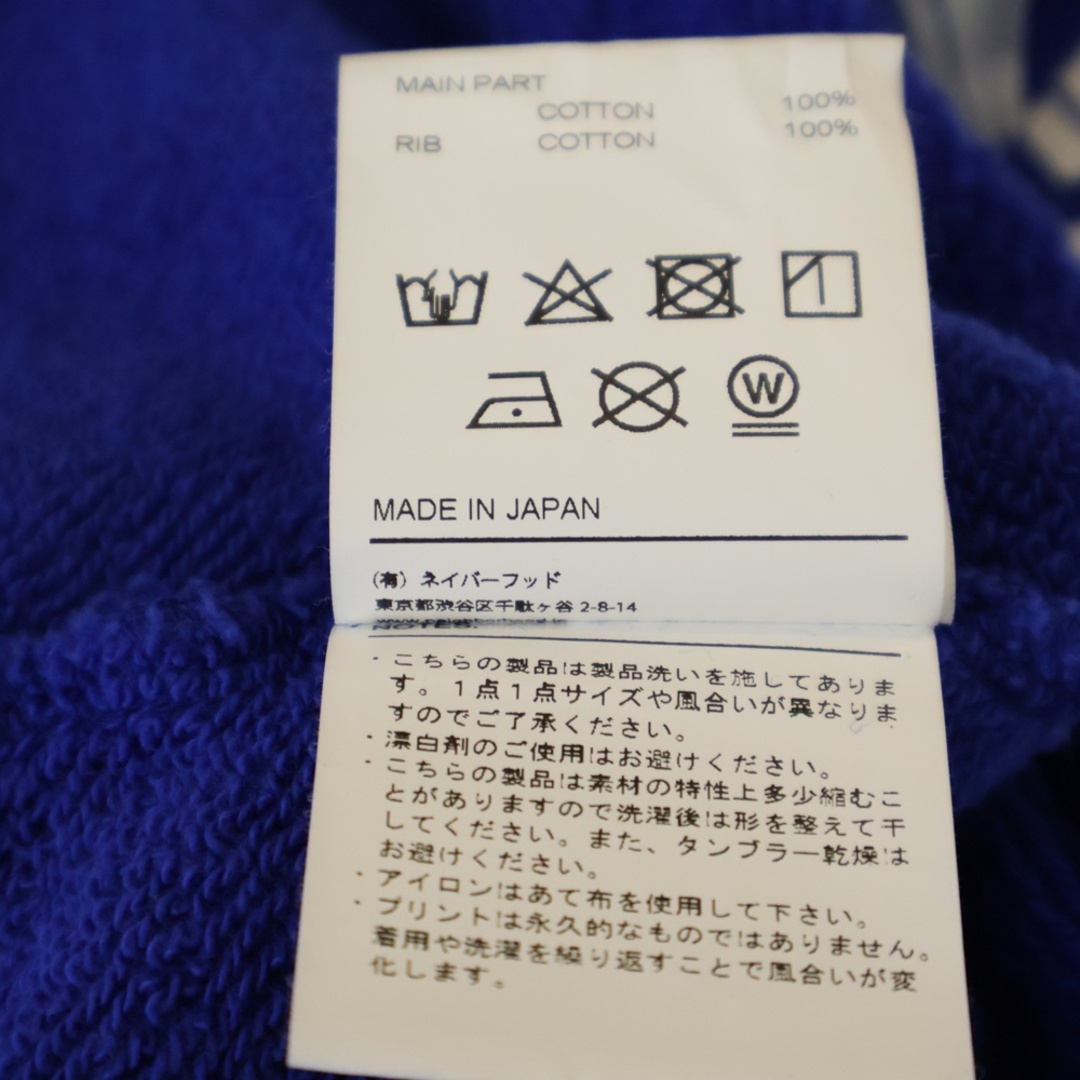 MAIN PART
COTTON 100%
RIB COTTON 100%
W
MADE IN JAPAN
(有) ネイバーフッド
東京都渋谷区千駄ヶ谷 2-8-14
NOTES:
・こちらの製品は製品洗いを施してありま
す。1点1点サイズや風合いが異なりま
すのでご了承ください。
・漂白剤のご使用はお避けください。
・こちらの製品は素材の特性上多少縮むこ
とがありますので洗濯後は形を整えて干
してください。また、タンブラー乾燥は
お避けください。
・アイロンはあて布を使用して下さい。
・プリントは永久的なものではありません。
着用や洗濯を繰り返すことで風合いが変
化します。